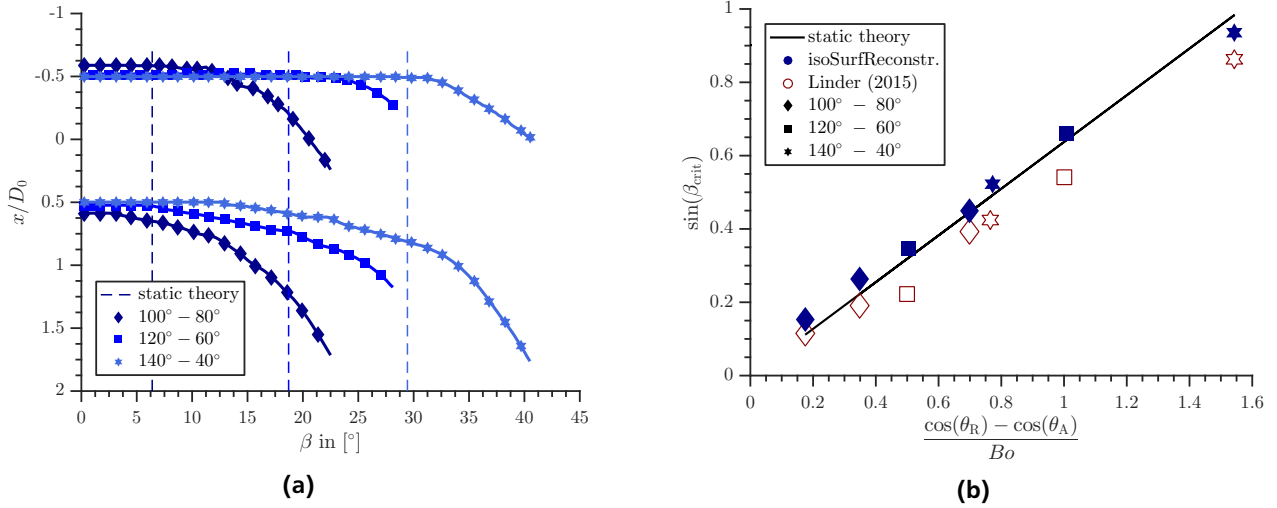 -1
-0.5
0
0.5
1
1.5
2
x/D₀
static theory
100° − 80°
120° − 60°
140° − 40°
0 5 10 15 20 25 30 35 40 45
β in [°]
(a)
1
0.8
0.6
0.4
0.2
0
sin(β_crit)
static theory
isoSurfReconstr.
Linder (2015)
100° − 80°
120° − 60°
140° − 40°
0 0.2 0.4 0.6 0.8 1 1.2 1.4 1.6
cos(θ_R) − cos(θ_A)
Bo
(b)